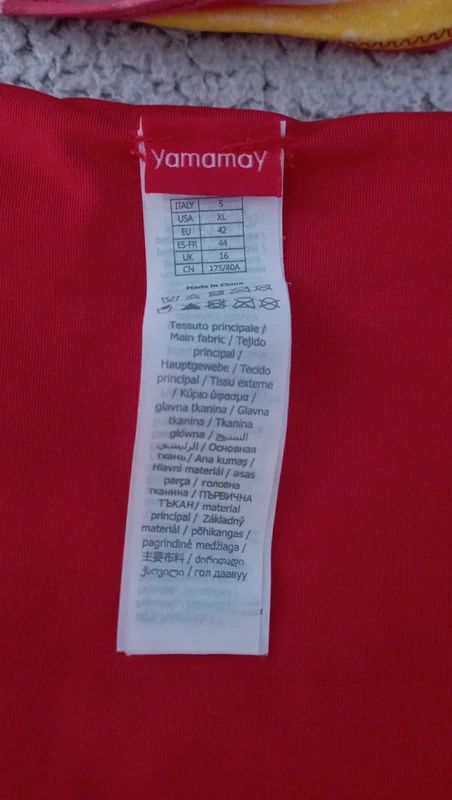 yamamay
ITALY 5
USA XL
EU 42
ES-FR 44
UK 16
CN 175/80A
Made in China
Tessuto principale /
Main fabric / Tejido
principal /
Hauptgewebe / Tecido
principal / Tissu externe
/ Κύριο ύφασμα /
glavna tkanina / Glavna
tkanina / Tkanina
główna / النسيج
الرئيسي / Основная
ткань / Ana kumaş /
Hlavní materiál / əsas
parça / головна
тканина / ПЪРВИЧНА
ТЪКАН / material
principal / Základný
materiál / põhikangas /
pagrindinė medžiaga /
主要布料 / ძირითადი
ქსოვილი / гол даавуу